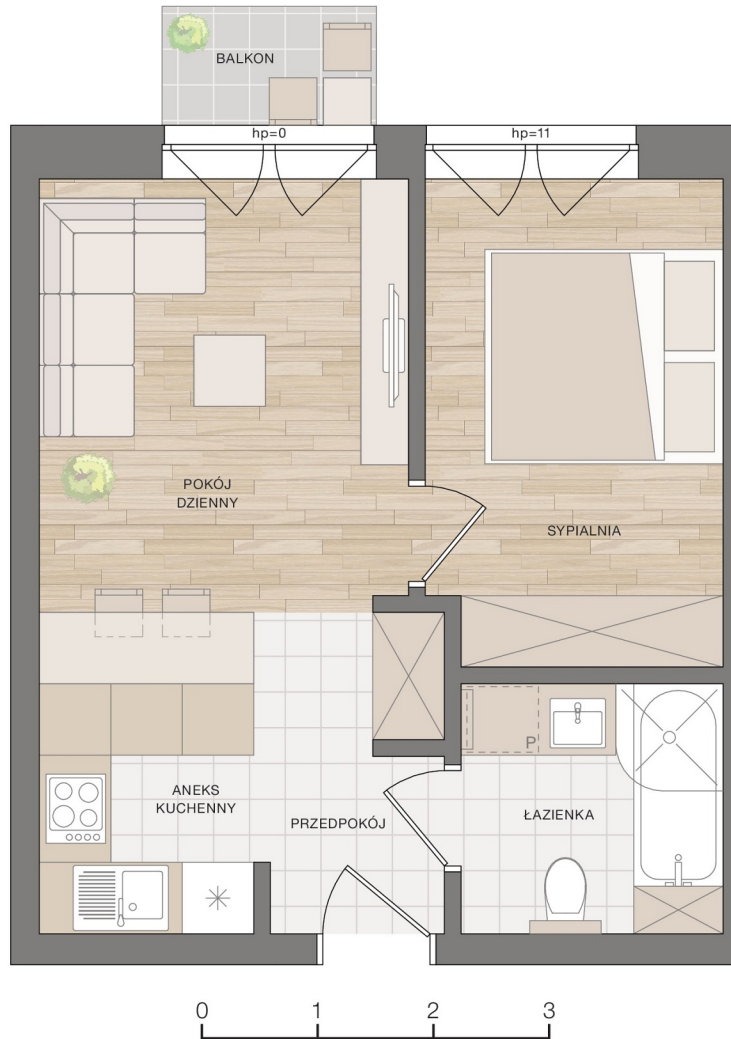 BALKON
hp=0
hp=11
POKÓJ
DZIENNY
SYPIALNIA
P
ANEKS
KUCHENNY
PRZEDPOKÓJ
ŁAZIENKA
0 1 2 3